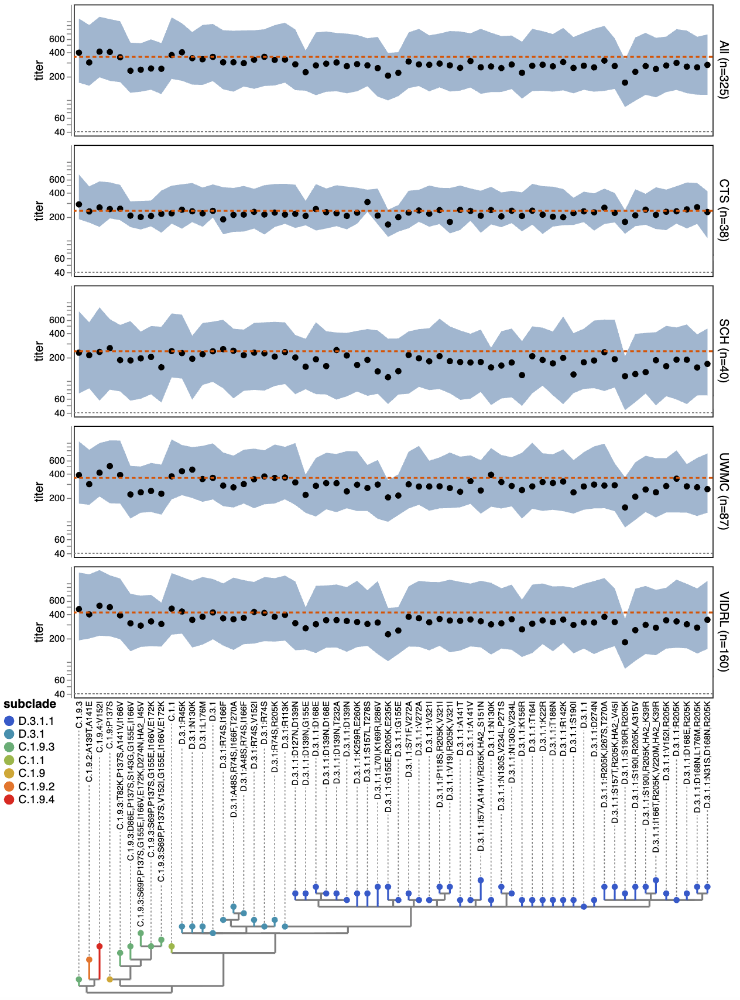 titer
600
400
200
60
40
All (n=325)
titer
600
400
200
60
40
CTS (n=38)
titer
600
400
200
60
40
SCH (n=40)
titer
600
400
200
60
40
UWMC (n=87)
titer
600
400
200
60
40
VIDRL (n=160)
subclade
D.3.1.1
D.3.1
C.1.9.3
C.1.1
C.1.9
C.1.9.2
C.1.9.4
C.1.9.3
C.1.9.2:A139T,A141E
C.1.9.4:V152I
C.1.9:P137S
C.1.9.3:T82K,P137S,A141V,I166V
C.1.9.3:D86E,P137S,S143G,G155E,I166V
C.1.9.3:S69P,P137S,G155E,I166V,E172K,D274N,HA2_I45V
C.1.9.3:S69P,P137S,G155E,I166V,E172K
C.1.9.3:S69P,P137S,V152I,G155E,I166V,E172K
C.1.1
D.3.1:R45K
D.3.1:N130K
D.3.1:L176M
D.3.1
D.3.1:R74S,I166F
D.3.1:A48S,R74S,I166F,T270A
D.3.1:A48S,R74S,I166F
D.3.1:R74S,V152I
D.3.1:R74S
D.3.1:R74S,R205K
D.3.1:R113K
D.3.1.1:D127N,D139N
D.3.1.1:D139N,G155E
D.3.1.1:D168E
D.3.1.1:D139N,D168E
D.3.1.1:D139N,T232A
D.3.1.1:D139N
D.3.1.1:K259R,E260K
D.3.1.1:S157L,T278S
D.3.1.1:L70I,K169R,I286V
D.3.1.1:G155E,R205K,E235K
D.3.1.1:G155E
D.3.1.1:S71F,V272A
D.3.1.1:V272A
D.3.1.1:V321I
D.3.1.1:P118S,R205K,V321I
D.3.1.1:V19I,R205K,V321I
D.3.1.1:A141T
D.3.1.1:A141V
D.3.1.1:I57V,A141V,R205K,HA2_S151N
D.3.1.1:N130K
D.3.1.1:N130S,V234L,P271S
D.3.1.1:N130S,V234L
D.3.1.1:K156R
D.3.1.1:T164I
D.3.1.1:K22R
D.3.1.1:T186N
D.3.1.1:R142K
D.3.1.1:S190I
D.3.1.1
D.3.1.1:D274N
D.3.1.1:R205K,I267S,T270A
D.3.1.1:S157T,R205K,HA2_V45I
D.3.1.1:S190R,R205K
D.3.1.1:S190I,R205K,A315V
D.3.1.1:S190I,R205K,HA2_K39R
D.3.1.1:I166T,R205K,V220M,HA2_K39R
D.3.1.1:V152I,R205K
D.3.1.1:R205K
D.3.1.1:D168E,R205K
D.3.1.1:D168N,L176M,R205K
D.3.1.1:N31S,D168N,R205K